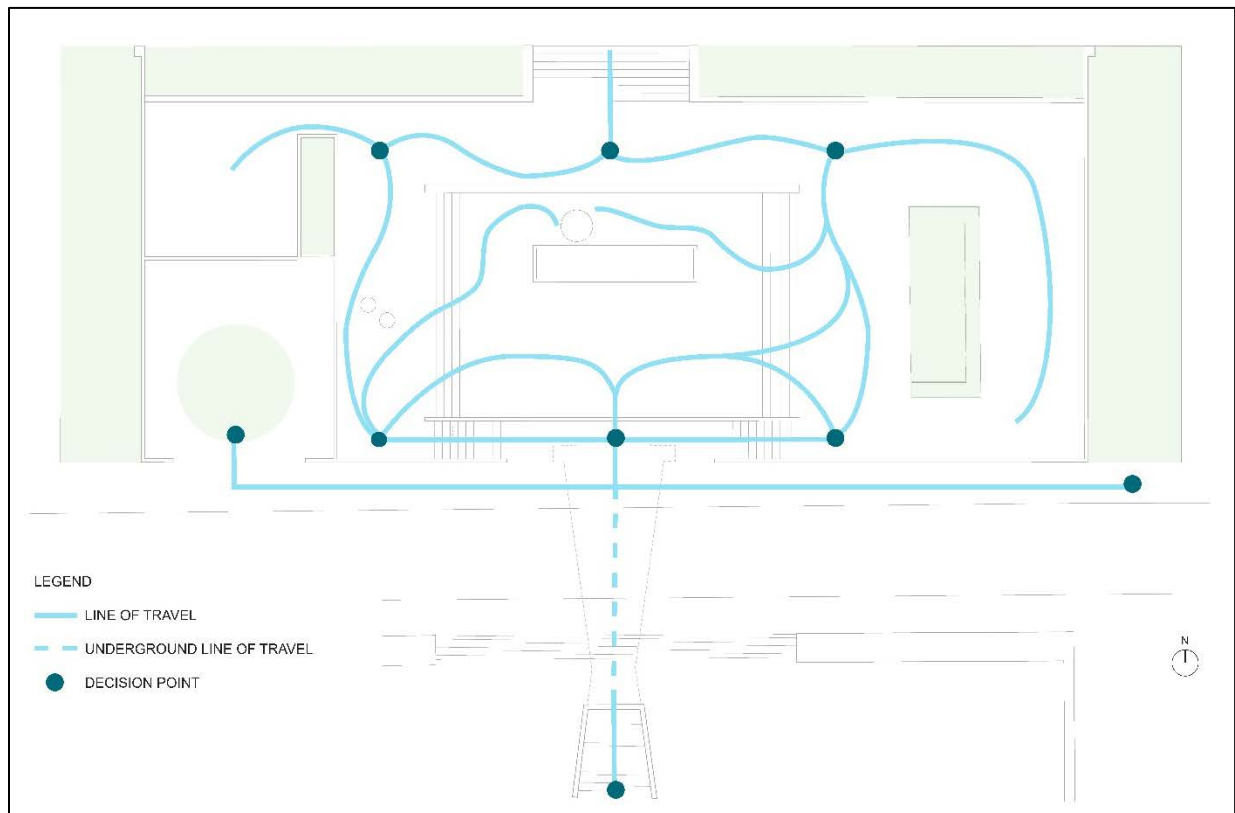 LEGEND
LINE OF TRAVEL
UNDERGROUND LINE OF TRAVEL
DECISION POINT
N